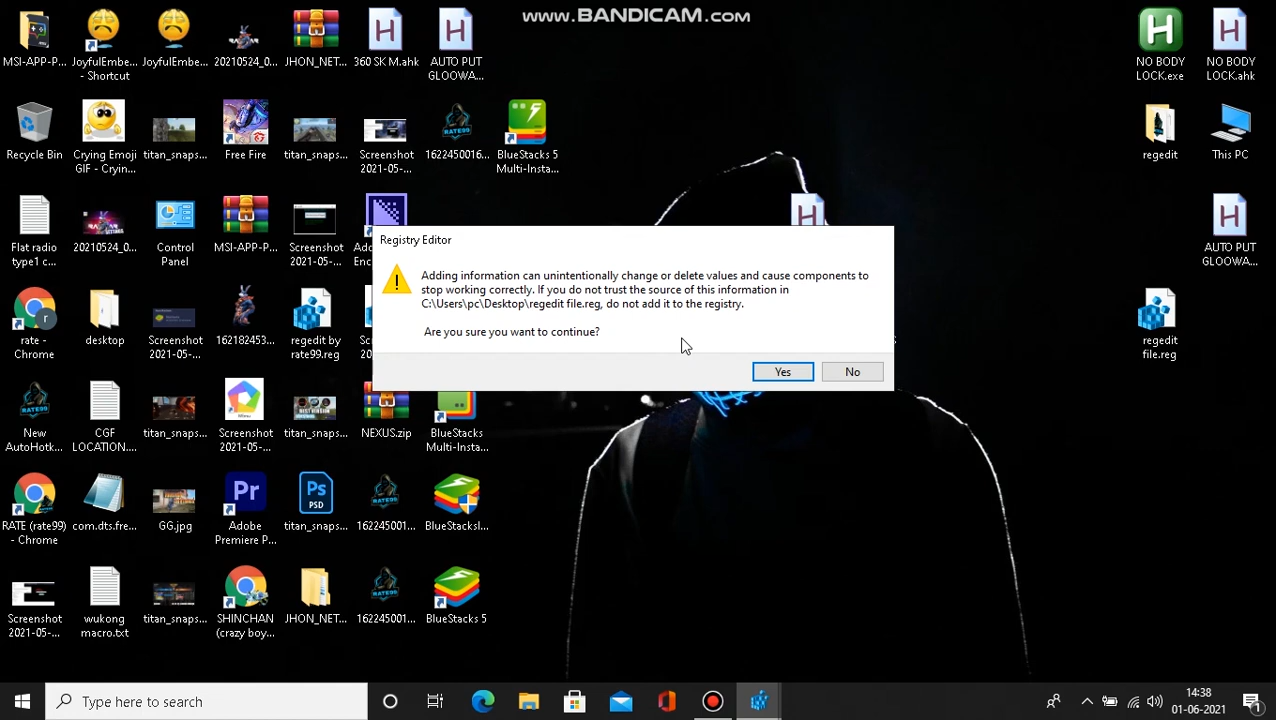 www.BANDICAM.com
MSI-APP-P...
JoyfulEmbe...
- Shortcut
JoyfulEmbe...
20210524_0...
JHON_NET...
360 SK M.ahk
AUTO PUT
GLOOWA...
NO BODY
LOCK.exe
NO BODY
LOCK.ahk
Recycle Bin
Crying Emoji
GIF - Cryin...
titan_snaps...
Free Fire
titan_snaps...
Screenshot
2021-05-...
RATE99
1622450016...
BlueStacks 5
Multi-Insta...
regedit
This PC
Flat radio
type1 c...
20210524_0...
Control
Panel
MSI-APP-P...
Screenshot
2021-05-...
AUTO PUT
GLOOWA...
Registry Editor
Adding information can unintentionally change or delete values and cause components to
stop working correctly. If you do not trust the source of this information in
C:\Users\pc\Desktop\regedit file.reg, do not add it to the registry.
Are you sure you want to continue?
Yes
No
rate -
Chrome
desktop
Screenshot
2021-05-...
162182453...
regedit by
rate99.reg
regedit
file.reg
New
AutoHotk...
CGF
LOCATION....
titan_snaps...
Screenshot
2021-05-...
titan_snaps...
NEXUS.zip
BlueStacks
Multi-Insta...
RATE (rate99)
- Chrome
com.dts.fre...
GG.jpg
Pr
Adobe
Premiere P...
Ps
PSD
titan_snaps...
162245001...
BlueStacksI...
Screenshot
2021-05-...
wukong
macro.txt
titan_snaps...
SHINCHAN
(crazy boy...
JHON_NET...
162245001...
BlueStacks 5
Type here to search
14:38
01-06-2021
1